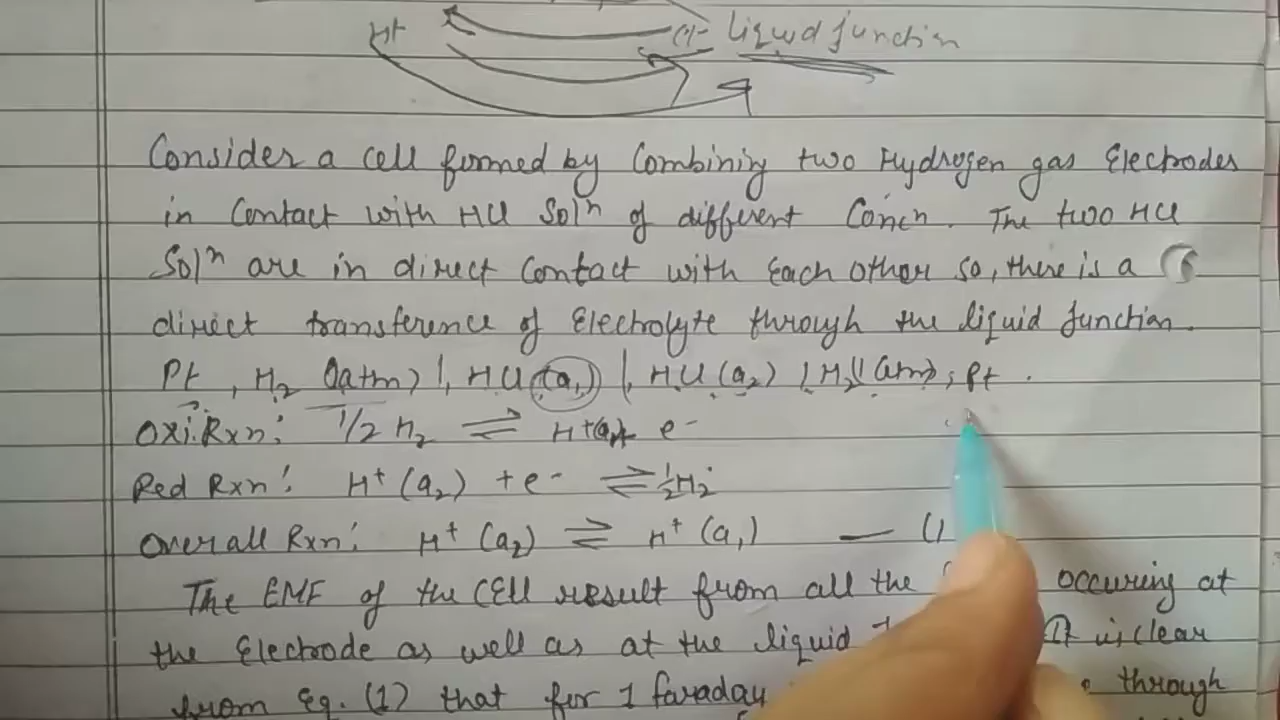 H+ Cl- liquid junction
Consider a cell formed by Combining two Hydrogen gas Electrodes
in Contact with HCl Solⁿ of different Concn. The two HCl
Solⁿ are in direct Contact with Each other so, there is a
direct transference of Electrolyte through the liquid junction.
Pt , H₂ (1atm) | HCl (a₁) | HCl (a₂) | H₂ (1atm) , Pt .
Oxi. Rxn: 1/2 H₂ ⇌ H+(a₁)+ e-
Red Rxn: H+ (a₂) + e- ⇌ ½H₂
Overall Rxn: H+ (a₂) ⇌ H+ (a₁) — (1
The EMF of the CEll result from all the occuring at
the Electrode as well as at the liquid It is clear
from Eq. (1) that for 1 faraday through